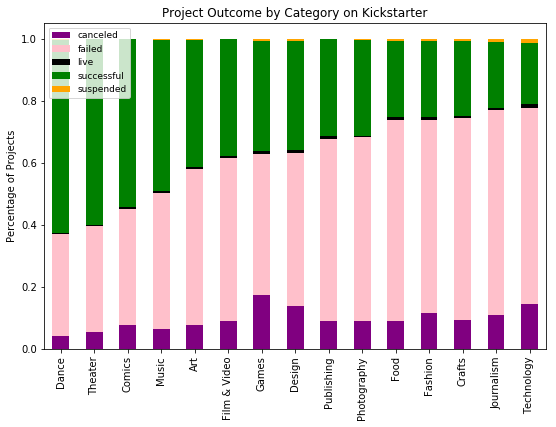 Project Outcome by Category on Kickstarter
canceled
failed
live
successful
suspended
Percentage of Projects
1.0
0.8
0.6
0.4
0.2
0.0
Dance
Theater
Comics
Music
Art
Film & Video
Games
Design
Publishing
Photography
Food
Fashion
Crafts
Journalism
Technology